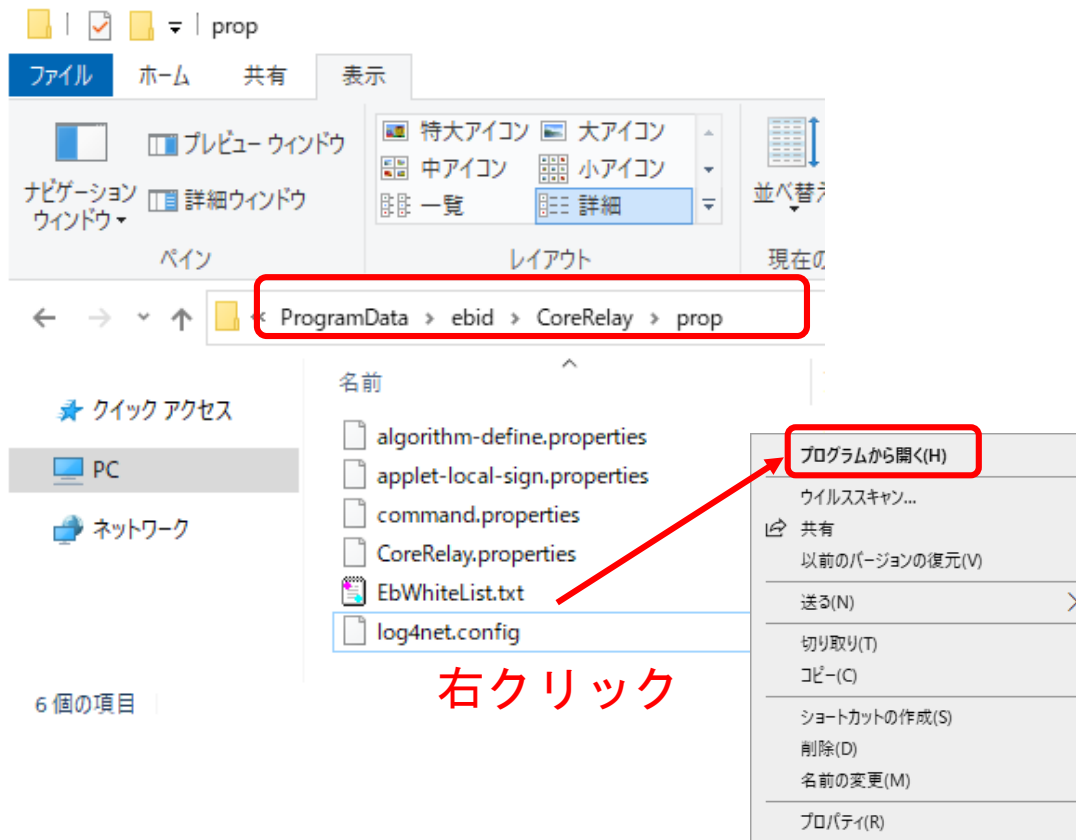 prop
ファイル ホーム 共有 表示
ナビゲーション ウィンドウ
プレビュー ウィンドウ
詳細ウィンドウ
ペイン
特大アイコン 大アイコン
中アイコン 小アイコン
一覧 詳細
レイアウト
並べ替え
現在の
« ProgramData › ebid › CoreRelay › prop
クイック アクセス
PC
ネットワーク
名前
algorithm-define.properties
applet-local-sign.properties
command.properties
CoreRelay.properties
EbWhiteList.txt
log4net.config
右クリック
6 個の項目
プログラムから開く(H)
ウイルススキャン...
共有
以前のバージョンの復元(V)
送る(N)
切り取り(T)
コピー(C)
ショートカットの作成(S)
削除(D)
名前の変更(M)
プロパティ(R)